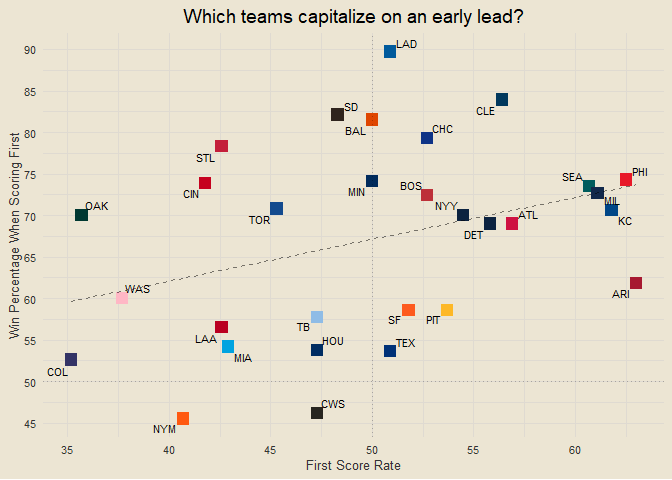 Which teams capitalize on an early lead?
Win Percentage When Scoring First
90
85
80
75
70
65
60
55
50
45
LAD
CLE
SD
BAL
CHC
STL
CIN
MIN
BOS
SEA
PHI
MIL
KC
OAK
TOR
NYY
DET
ATL
ARI
WAS
TB
SF
PIT
LAA
MIA
HOU
TEX
COL
NYM
CWS
35
40
45
50
55
60
First Score Rate